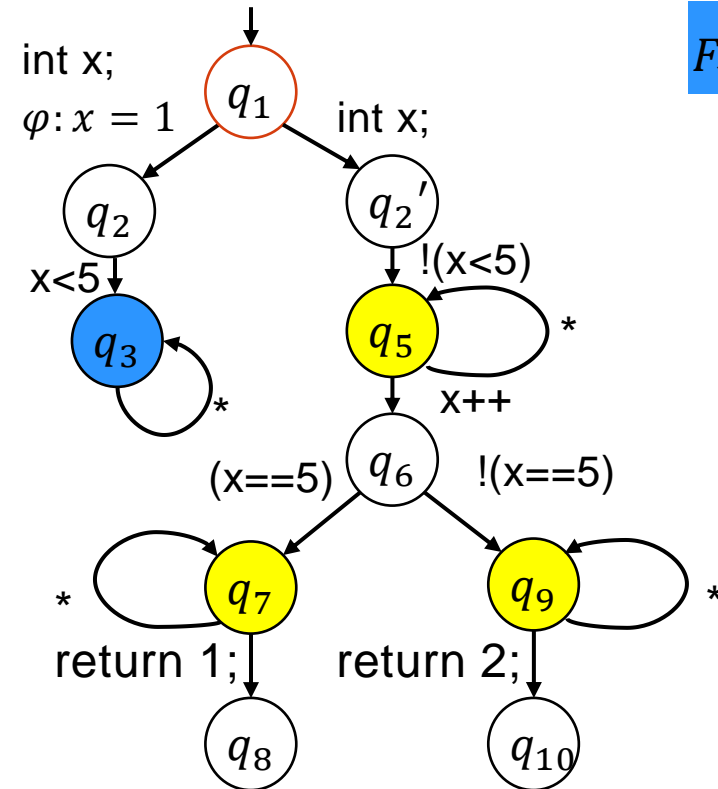 int x;
φ: x = 1
q₁
F
int x;
q₂
q₂′
x<5
!(x<5)
q₃
*
q₅
*
x++
q₆
(x==5)
!(x==5)
*
q₇
q₉
*
return 1;
return 2;
q₈
q₁₀